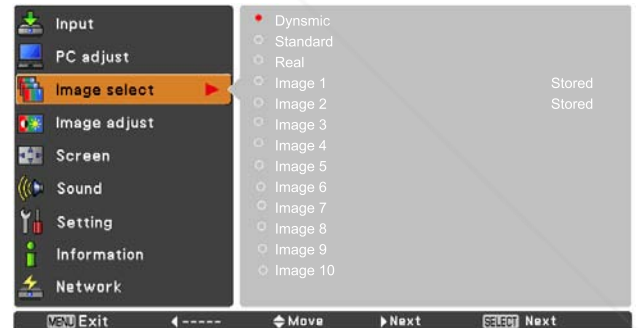 Input
PC adjust
Image select
Image adjust
Screen
Sound
Setting
Information
Network
Dynsmic
Standard
Real
Image 1 Stored
Image 2 Stored
Image 3
Image 4
Image 5
Image 6
Image 7
Image 8
Image 9
Image 10
MENU Exit ----- Move Next SELECT Next